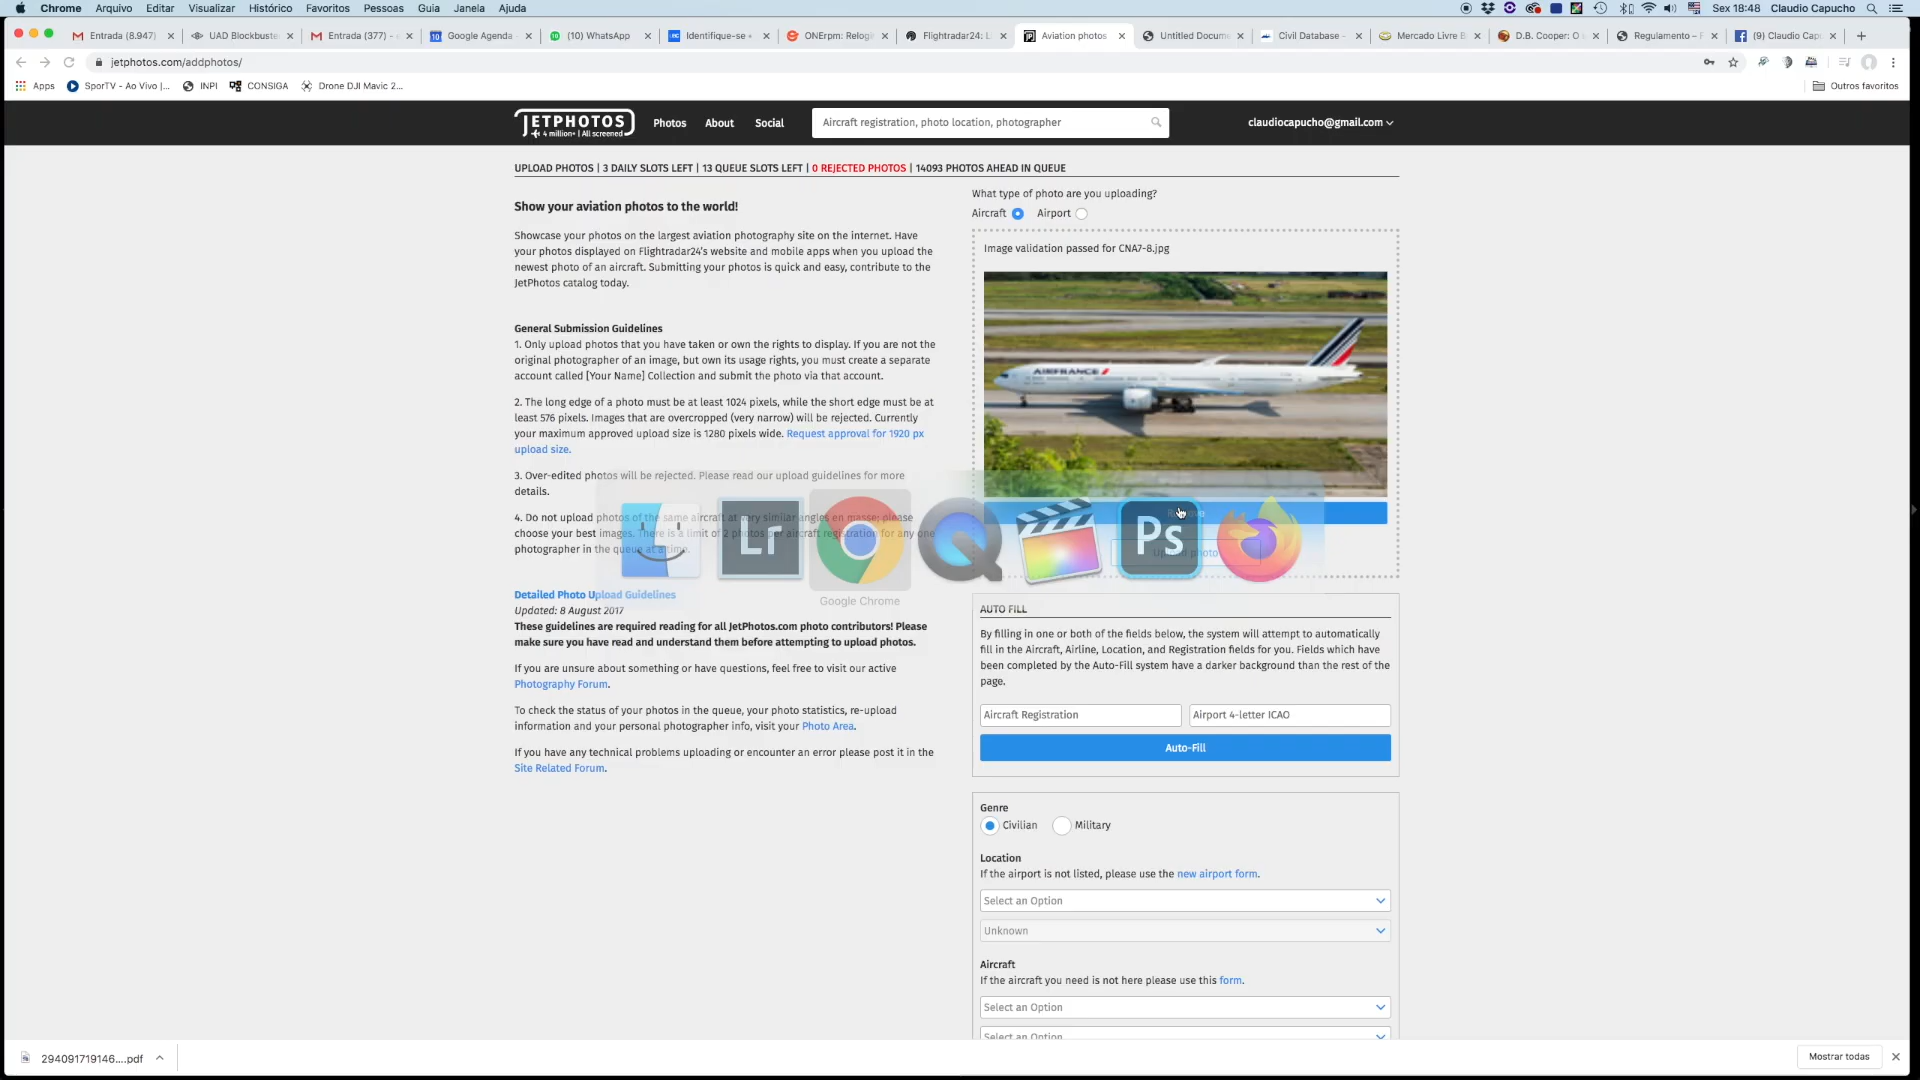 Chrome Arquivo Editar Visualizar Histórico Favoritos Pessoas Guia Janela Ajuda
Sex 18:48 Claudio Capucho
Entrada (8.947)
UAD Blockbuste
Entrada (377) –
Google Agenda
(10) WhatsApp
Identifique-se
ONErpm: Relogi
Flightradar24: L
Aviation photos
Untitled Docum
Civil Database –
Mercado Livre B
D.B. Cooper: O
Regulamento –
(9) Claudio Cap
jetphotos.com/addphotos/
Apps
SporTV - Ao Vivo |...
INPI
CONSIGA
Drone DJI Mavic 2...
Outros favoritos
JETPHOTOS
4 million+ | All screened
Photos About Social
Aircraft registration, photo location, photographer
claudiocapucho@gmail.com
UPLOAD PHOTOS | 3 DAILY SLOTS LEFT | 13 QUEUE SLOTS LEFT | 0 REJECTED PHOTOS | 14093 PHOTOS AHEAD IN QUEUE
Show your aviation photos to the world!
Showcase your photos on the largest aviation photography site on the internet. Have
your photos displayed on Flightradar24's website and mobile apps when you upload the
newest photo of an aircraft. Submitting your photos is quick and easy, contribute to the
JetPhotos catalog today.
General Submission Guidelines
1. Only upload photos that you have taken or own the rights to display. If you are not the
original photographer of an image, but own its usage rights, you must create a separate
account called [Your Name] Collection and submit the photo via that account.
2. The long edge of a photo must be at least 1024 pixels, while the short edge must be at
least 576 pixels. Images that are overcropped (very narrow) will be rejected. Currently
your maximum approved upload size is 1280 pixels wide. Request approval for 1920 px
upload size.
3. Over-edited photos will be rejected. Please read our upload guidelines for more
details.
4. Do not upload photos of the same aircraft at very similar angles en masse; please
choose your best images. There is a limit of 2 photos per aircraft registration for any one
photographer in the queue at a time.
Detailed Photo Upload Guidelines
Updated: 8 August 2017
These guidelines are required reading for all JetPhotos.com photo contributors! Please
make sure you have read and understand them before attempting to upload photos.
If you are unsure about something or have questions, feel free to visit our active
Photography Forum.
To check the status of your photos in the queue, your photo statistics, re-upload
information and your personal photographer info, visit your Photo Area.
If you have any technical problems uploading or encounter an error please post it in the
Site Related Forum.
What type of photo are you uploading?
Aircraft Airport
Image validation passed for CNA7-8.jpg
AIRFRANCE
Upload photo
Lr
Ps
Google Chrome
AUTO FILL
By filling in one or both of the fields below, the system will attempt to automatically
fill in the Aircraft, Airline, Location, and Registration fields for you. Fields which have
been completed by the Auto-Fill system have a darker background than the rest of the
page.
Aircraft Registration
Airport 4-letter ICAO
Auto-Fill
Genre
Civilian Military
Location
If the airport is not listed, please use the new airport form.
Select an Option
Unknown
Aircraft
If the aircraft you need is not here please use this form.
Select an Option
Select an Option
294091719146....pdf
Mostrar todas